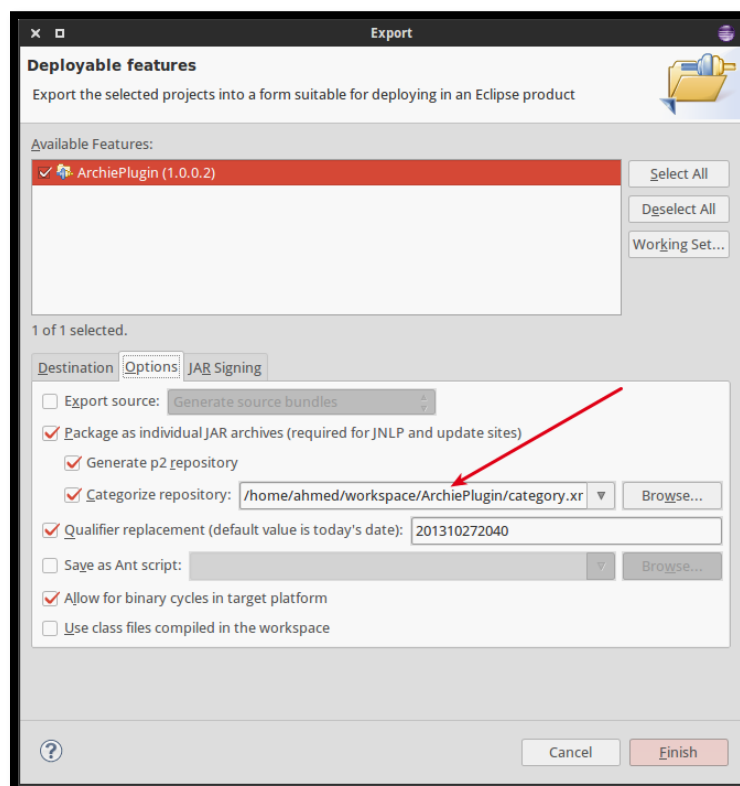 Export
Deployable features
Export the selected projects into a form suitable for deploying in an Eclipse product
Available Features:
ArchiePlugin (1.0.0.2)
Select All
Deselect All
Working Set...
1 of 1 selected.
Destination Options JAR Signing
Export source: Generate source bundles
Package as individual JAR archives (required for JNLP and update sites)
Generate p2 repository
Categorize repository: /home/ahmed/workspace/ArchiePlugin/category.xr Browse...
Qualifier replacement (default value is today's date): 201310272040
Save as Ant script: Browse...
Allow for binary cycles in target platform
Use class files compiled in the workspace
? Cancel Finish